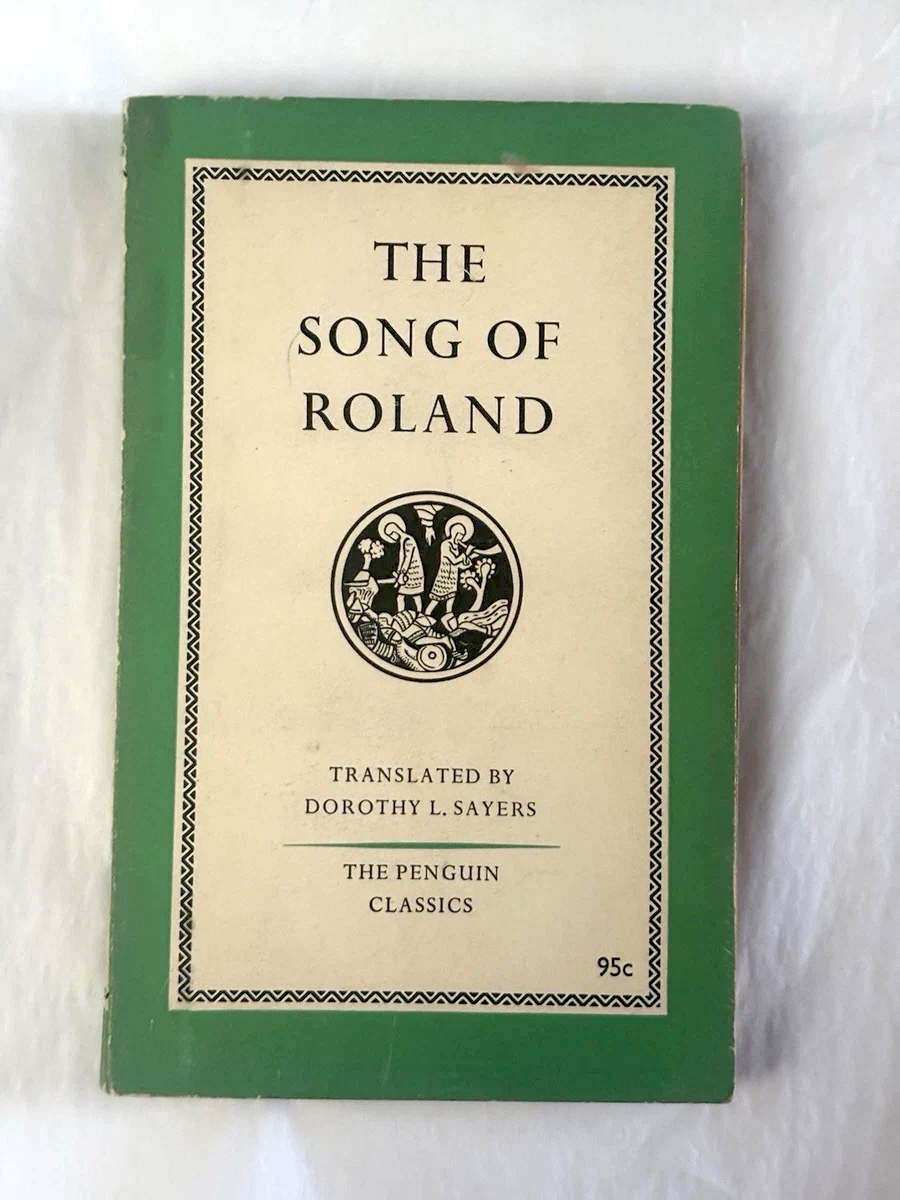 THE
SONG OF
ROLAND
TRANSLATED BY
DOROTHY L. SAYERS
THE PENGUIN
CLASSICS
95c